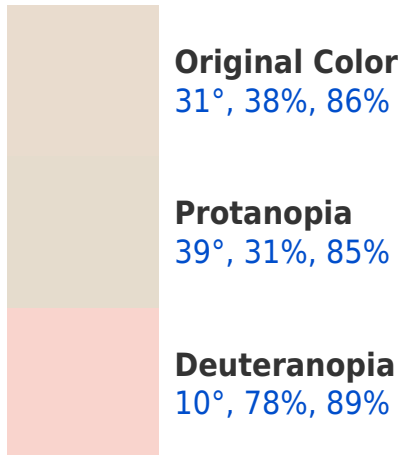 Original Color
31°, 38%, 86%
Protanopia
39°, 31%, 85%
Deuteranopia
10°, 78%, 89%